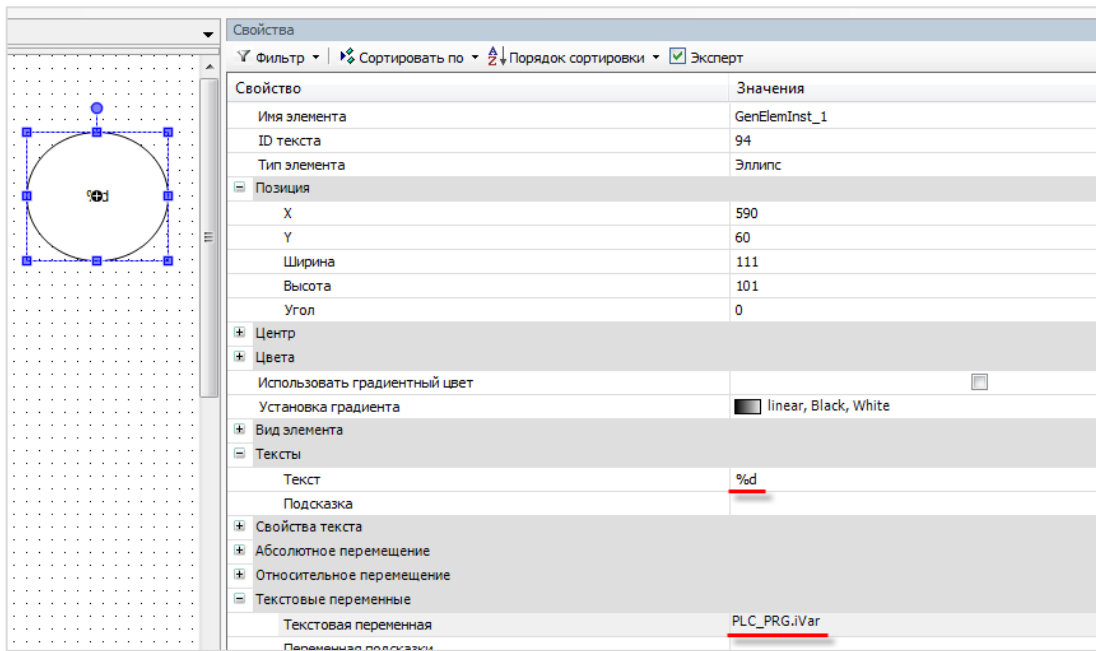 Свойства
Фильтр Сортировать по Порядок сортировки Эксперт
Свойство Значения
Имя элемента GenElemInst_1
ID текста 94
Тип элемента Эллипс
Позиция
X 590
Y 60
Ширина 111
Высота 101
Угол 0
Центр
Цвета
Использовать градиентный цвет
Установка градиента linear, Black, White
Вид элемента
Тексты
Текст %d
Подсказка
Свойства текста
Абсолютное перемещение
Относительное перемещение
Текстовые переменные
Текстовая переменная PLC_PRG.iVar
Переменная подсказки